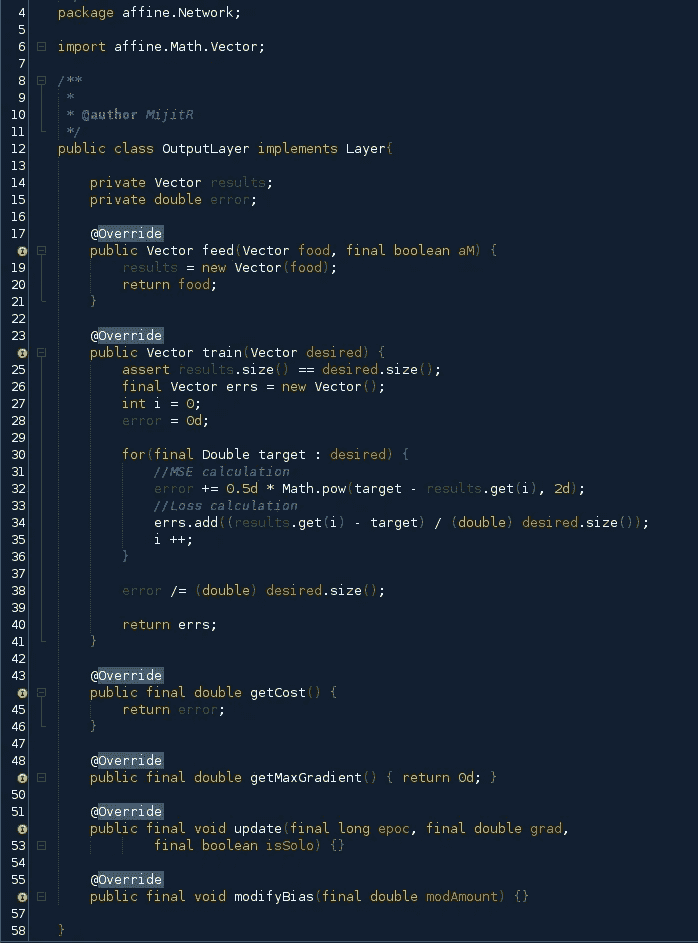 4 package affine.Network;
5
6 import affine.Math.Vector;
7
8 /**
9  *
10  * @author MijitR
11  */
12 public class OutputLayer implements Layer{
13
14     private Vector results;
15     private double error;
16
17     @Override
    public Vector feed(Vector food, final boolean aM) {
19         results = new Vector(food);
20         return food;
21     }
22
23     @Override
    public Vector train(Vector desired) {
25         assert results.size() == desired.size();
26         final Vector errs = new Vector();
27         int i = 0;
28         error = 0d;
29
30         for(final Double target : desired) {
31             //MSE calculation
32             error += 0.5d * Math.pow(target - results.get(i), 2d);
33             //Loss calculation
34             errs.add((results.get(i) - target) / (double) desired.size());
35             i ++;
36         }
37
38         error /= (double) desired.size();
39
40         return errs;
41     }
42
43     @Override
    public final double getCost() {
45         return error;
46     }
47
48     @Override
    public final double getMaxGradient() { return 0d; }
50
51     @Override
    public final void update(final long epoc, final double grad,
53             final boolean isSolo) {}
54
55     @Override
    public final void modifyBias(final double modAmount) {}
57
58 }